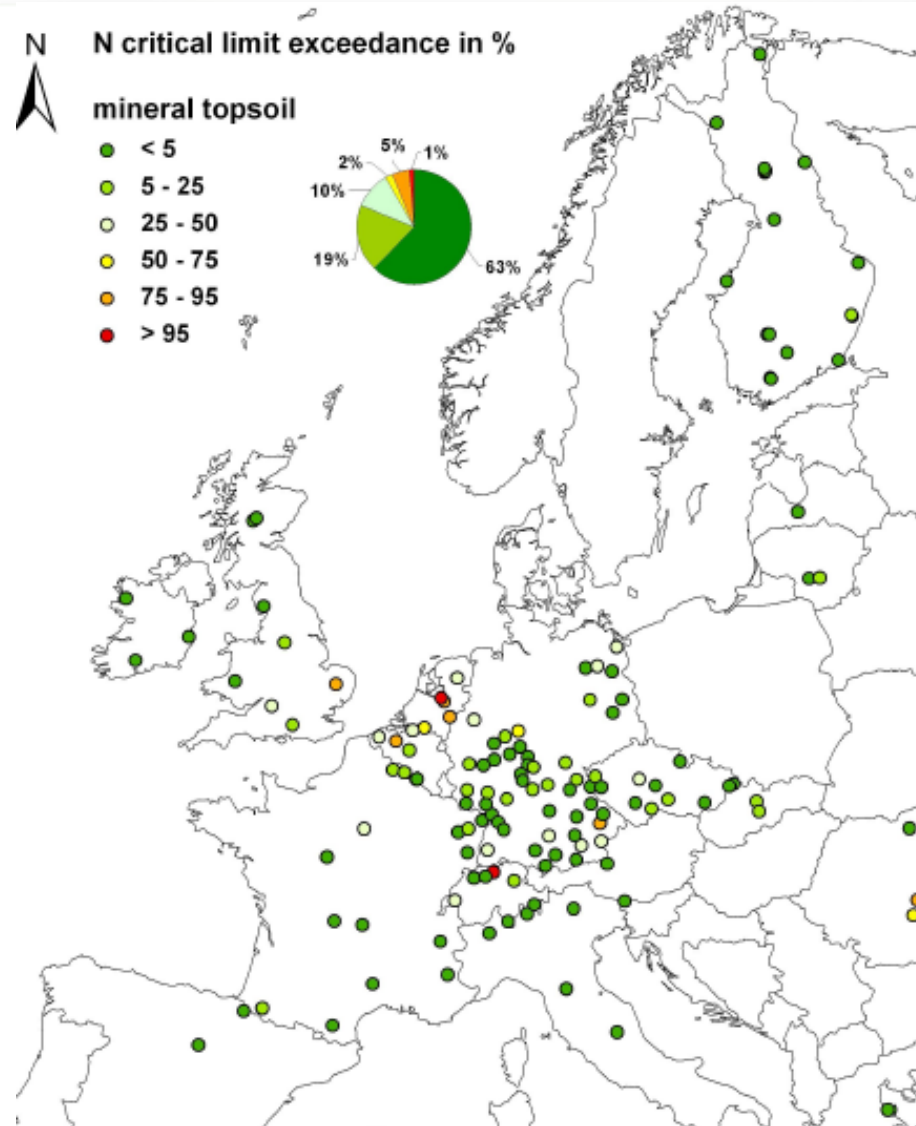 N
N critical limit exceedance in %
mineral topsoil
< 5
5 - 25
25 - 50
50 - 75
75 - 95
> 95
5%
1%
2%
10%
19%
63%